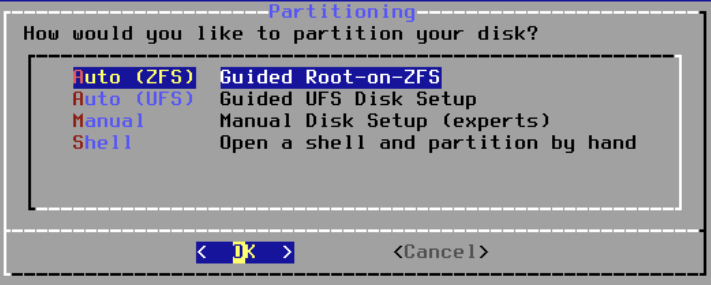 Partitioning
How would you like to partition your disk?
Auto (ZFS) Guided Root-on-ZFS
Auto (UFS) Guided UFS Disk Setup
Manual Manual Disk Setup (experts)
Shell Open a shell and partition by hand
< OK > <Cancel>